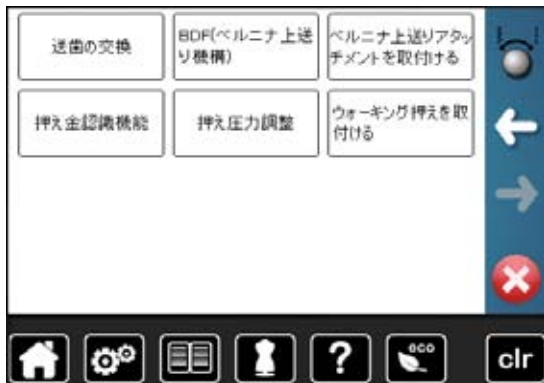 送歯の交換
BDF(ベルニナ上送
り機構)
ベルニナ上送りアタッ
チメントを取付ける
押え金認識機能
押え圧力調整
ウォーキング押えを取
付ける
?
eco
clr